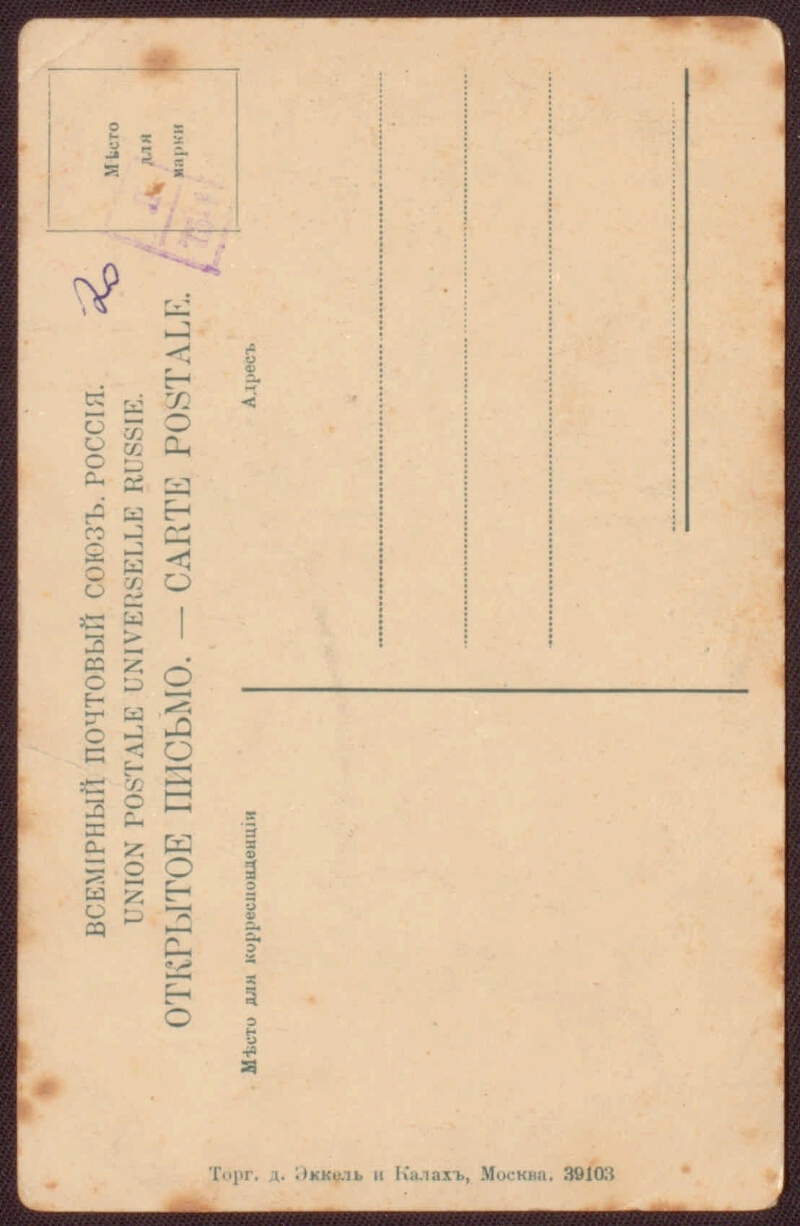 ВСЕМІРНЫЙ ПОЧТОВЫЙ СОЮЗЪ. РОССІЯ.
UNION POSTALE UNIVERSELLE RUSSIE.
ОТКРЫТОЕ ПИСЬМО. — CARTE POSTALE.
Мѣсто
для
марки
20
Мѣсто для корреспонденціи
Адресъ
Торг. д. Эккель и Калахъ, Москва. 39103